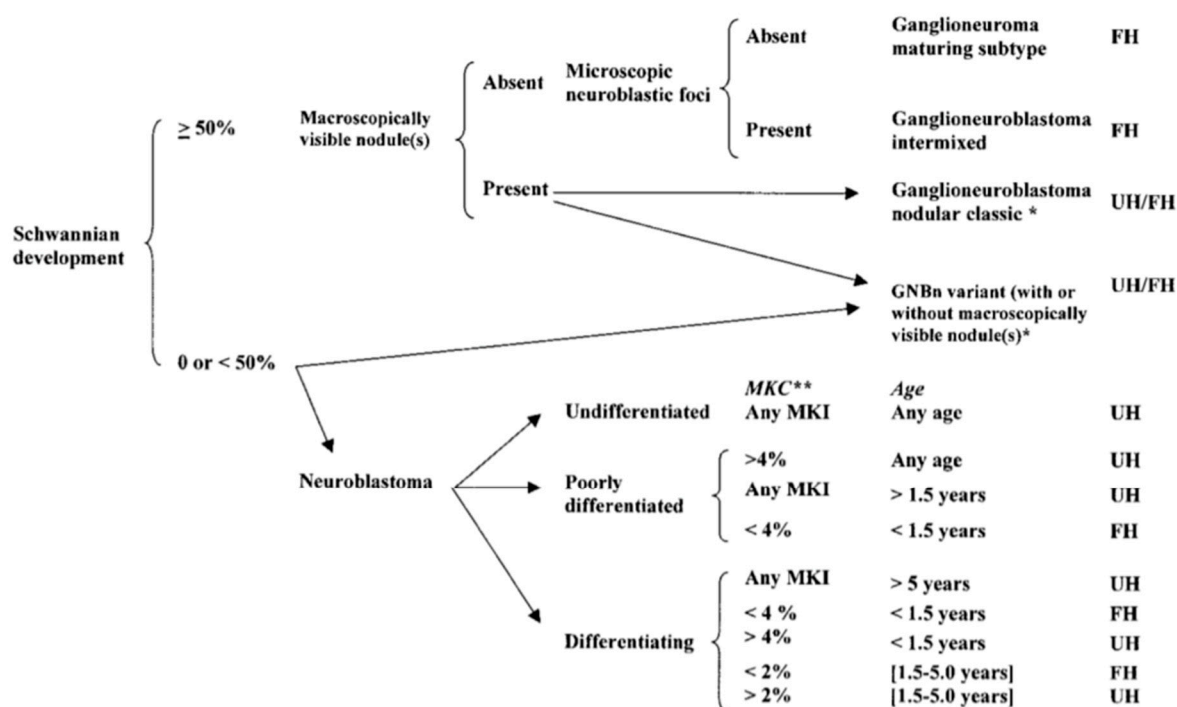 Absent Ganglioneuroma FH
maturing subtype
Absent Microscopic
neuroblastic foci
≥ 50% Macroscopically
visible nodule(s)
Present Ganglioneuroblastoma FH
intermixed
Present Ganglioneuroblastoma UH/FH
nodular classic *
Schwannian
development
GNBn variant (with or UH/FH
without macroscopically
visible nodule(s)*
0 or < 50%
MKC** Age
Undifferentiated Any MKI Any age UH
>4% Any age UH
Neuroblastoma Poorly Any MKI > 1.5 years UH
differentiated
< 4% < 1.5 years FH
Any MKI > 5 years UH
< 4 % < 1.5 years FH
Differentiating > 4% < 1.5 years UH
< 2% [1.5-5.0 years] FH
> 2% [1.5-5.0 years] UH